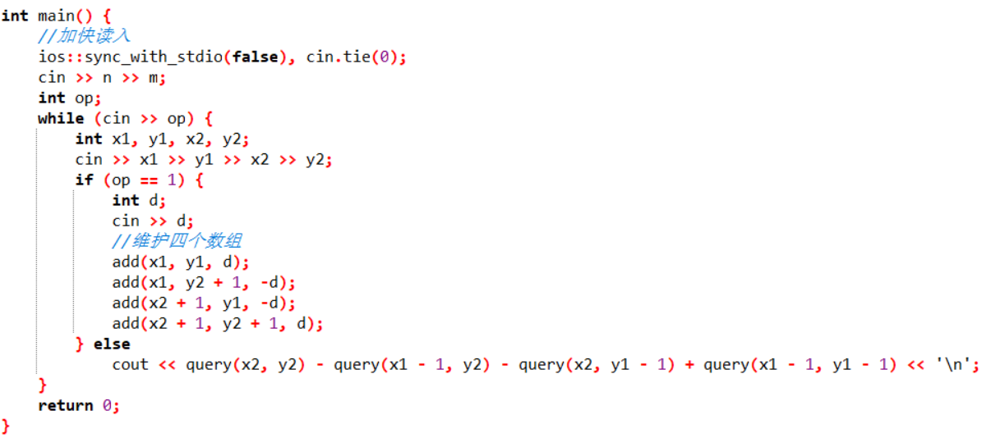 int main() {
    //加快读入
    ios::sync_with_stdio(false), cin.tie(0);
    cin >> n >> m;
    int op;
    while (cin >> op) {
        int x1, y1, x2, y2;
        cin >> x1 >> y1 >> x2 >> y2;
        if (op == 1) {
            int d;
            cin >> d;
            //维护四个数组
            add(x1, y1, d);
            add(x1, y2 + 1, -d);
            add(x2 + 1, y1, -d);
            add(x2 + 1, y2 + 1, d);
        } else
            cout << query(x2, y2) - query(x1 - 1, y2) - query(x2, y1 - 1) + query(x1 - 1, y1 - 1) << '\n';
    }
    return 0;
}